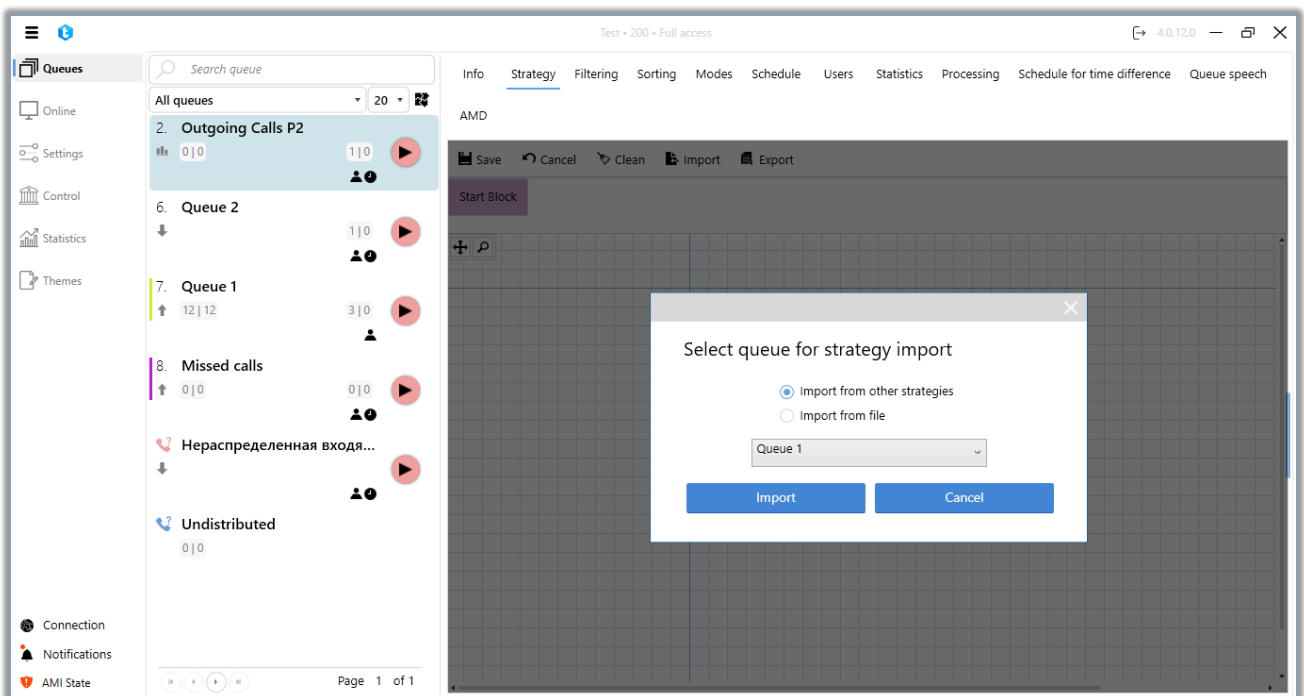 Test • 200 • Full access
4.0.12.0
Queues
Online
Settings
Control
Statistics
Themes
Connection
Notifications
AMI State
Search queue
All queues
20
2. Outgoing Calls P2
0 | 0
1 | 0
6. Queue 2
1 | 0
7. Queue 1
12 | 12
3 | 0
8. Missed calls
0 | 0
0 | 0
Нераспределенная входя...
Undistributed
0 | 0
Page 1 of 1
Info Strategy Filtering Sorting Modes Schedule Users Statistics Processing Schedule for time difference Queue speech
AMD
Save Cancel Clean Import Export
Start Block
Select queue for strategy import
Import from other strategies
Import from file
Queue 1
Import Cancel